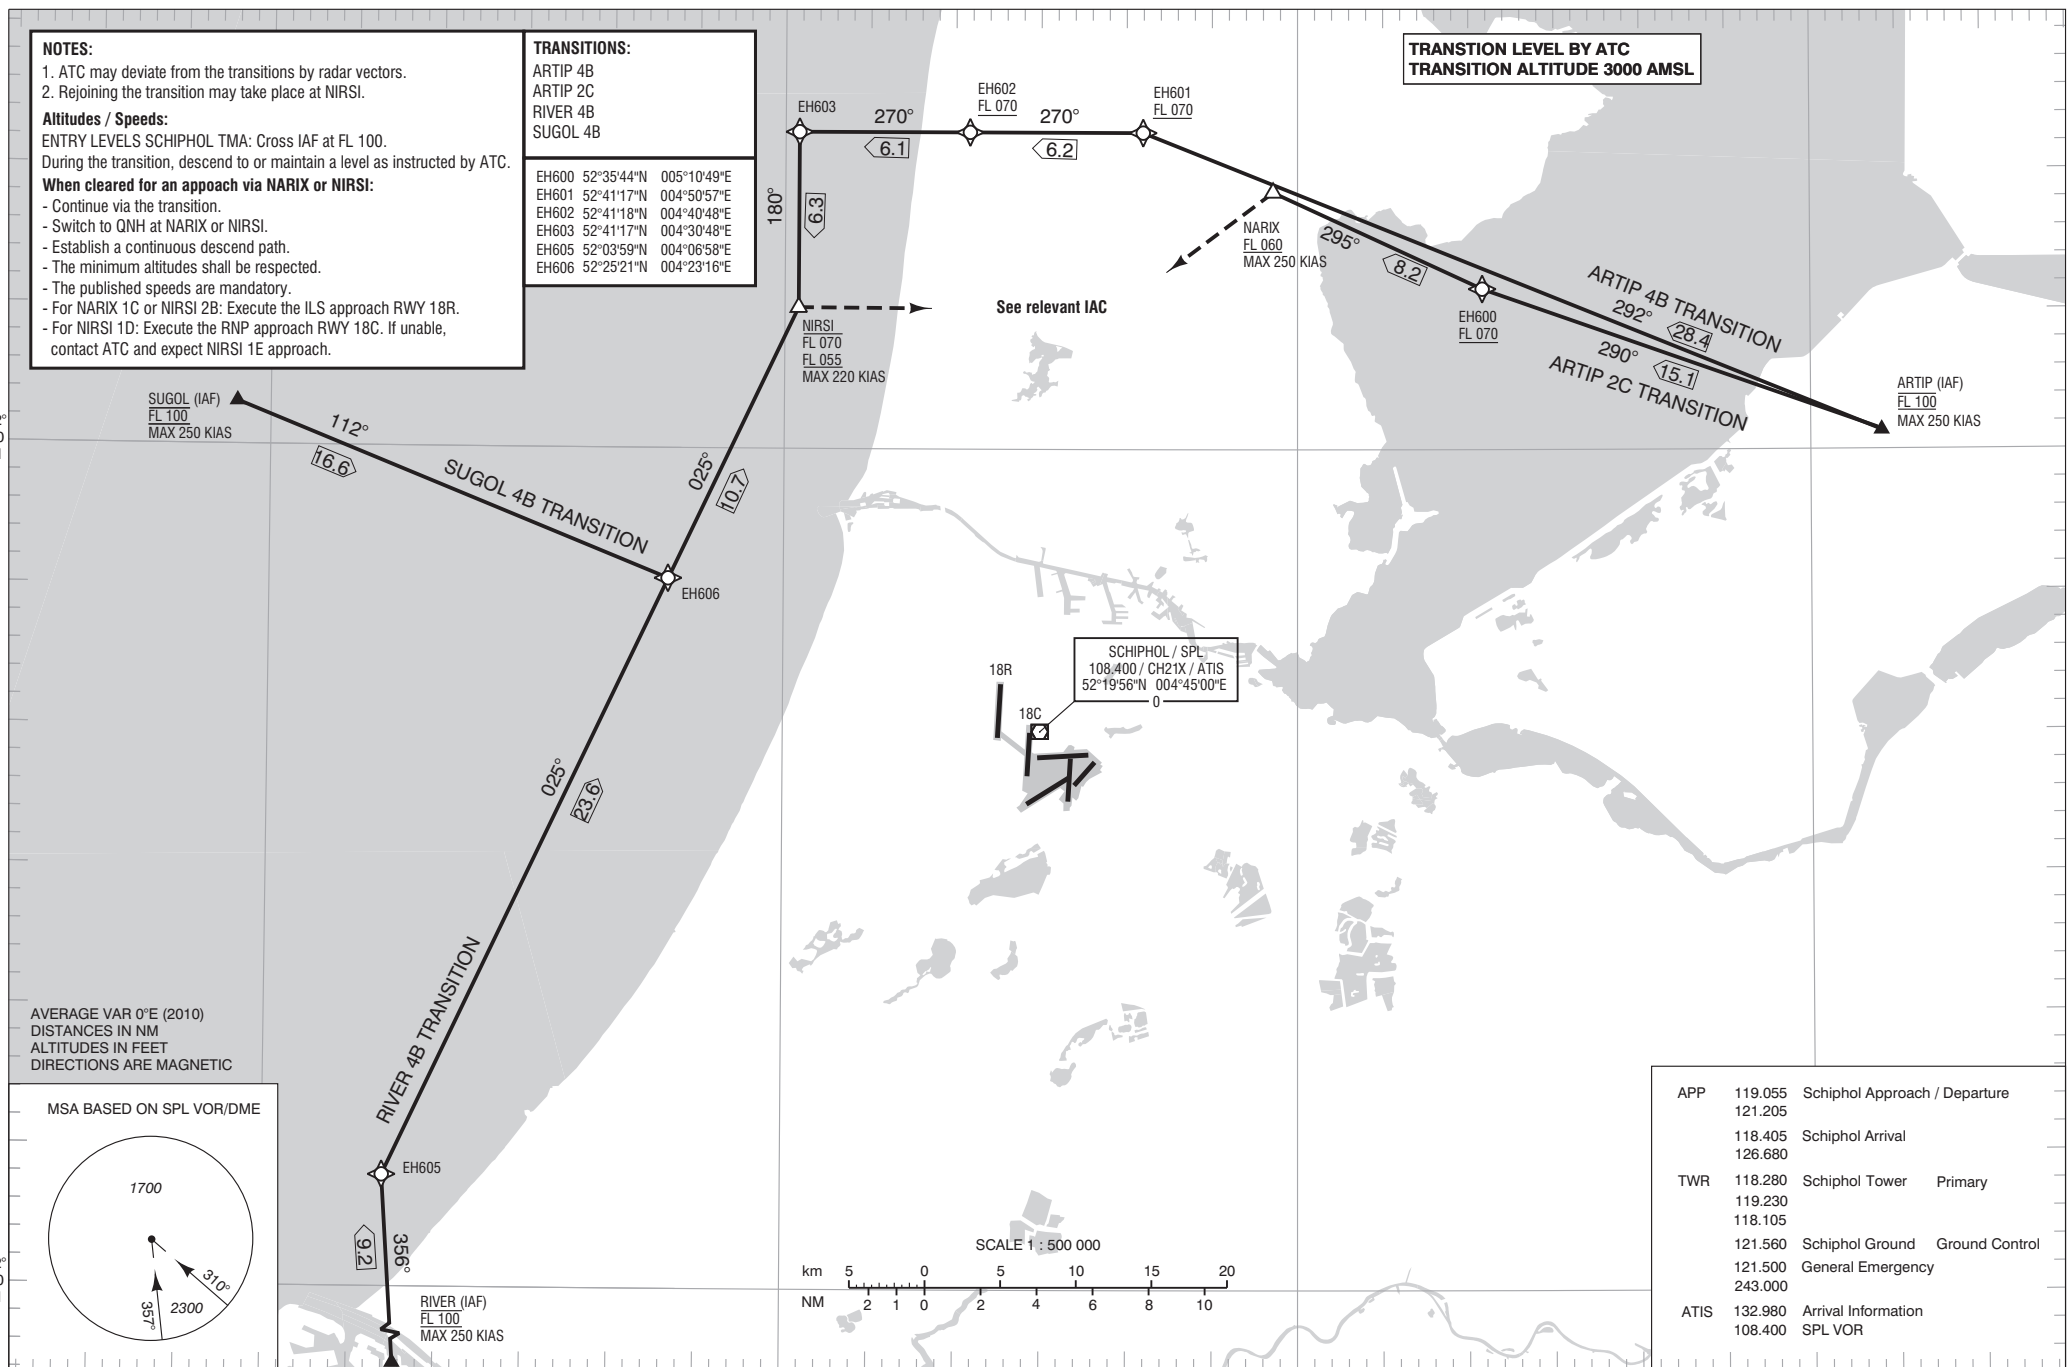 NOTES:
1. ATC may deviate from the transitions by radar vectors.
2. Rejoining the transition may take place at NIRSI.
Altitudes / Speeds:
ENTRY LEVELS SCHIPHOL TMA: Cross IAF at FL 100.
During the transition, descend to or maintain a level as instructed by ATC.
When cleared for an appoach via NARIX or NIRSI:
- Continue via the transition.
- Switch to QNH at NARIX or NIRSI.
- Establish a continuous descend path.
- The minimum altitudes shall be respected.
- The published speeds are mandatory.
- For NARIX 1C or NIRSI 2B: Execute the ILS approach RWY 18R.
- For NIRSI 1D: Execute the RNP approach RWY 18C. If unable,
contact ATC and expect NIRSI 1E approach.
TRANSITIONS:
ARTIP 4B
ARTIP 2C
RIVER 4B
SUGOL 4B
EH600 52°35'44"N 005°10'49"E
EH601 52°41'17"N 004°50'57"E
EH602 52°41'18"N 004°40'48"E
EH603 52°41'17"N 004°30'48"E
EH605 52°03'59"N 004°06'58"E
EH606 52°25'21"N 004°23'16"E
TRANSTION LEVEL BY ATC
TRANSITION ALTITUDE 3000 AMSL
EH603
270°
6.1
EH602
FL 070
270°
6.2
EH601
FL 070
180°
6.3
NARIX
FL 060
MAX 250 KIAS
295°
8.2
EH600
FL 070
ARTIP 4B TRANSITION
292°
28.4
290°
15.1
ARTIP 2C TRANSITION
ARTIP (IAF)
FL 100
MAX 250 KIAS
See relevant IAC
NIRSI
FL 070
FL 055
MAX 220 KIAS
SUGOL (IAF)
FL 100
MAX 250 KIAS
112°
16.6
SUGOL 4B TRANSITION
025°
10.7
EH606
SCHIPHOL / SPL
108.400 / CH21X / ATIS
52°19'56"N 004°45'00"E
0
18R
18C
025°
23.6
RIVER 4B TRANSITION
EH605
9.2
356°
RIVER (IAF)
FL 100
MAX 250 KIAS
AVERAGE VAR 0°E (2010)
DISTANCES IN NM
ALTITUDES IN FEET
DIRECTIONS ARE MAGNETIC
MSA BASED ON SPL VOR/DME
1700
310°
357°
2300
SCALE 1 : 500 000
km 5 0 5 10 15 20
NM 2 1 0 2 4 6 8 10
APP 119.055 Schiphol Approach / Departure
121.205
118.405 Schiphol Arrival
126.680
TWR 118.280 Schiphol Tower Primary
119.230
118.105
121.560 Schiphol Ground Ground Control
121.500 General Emergency
243.000
ATIS 132.980 Arrival Information
108.400 SPL VOR